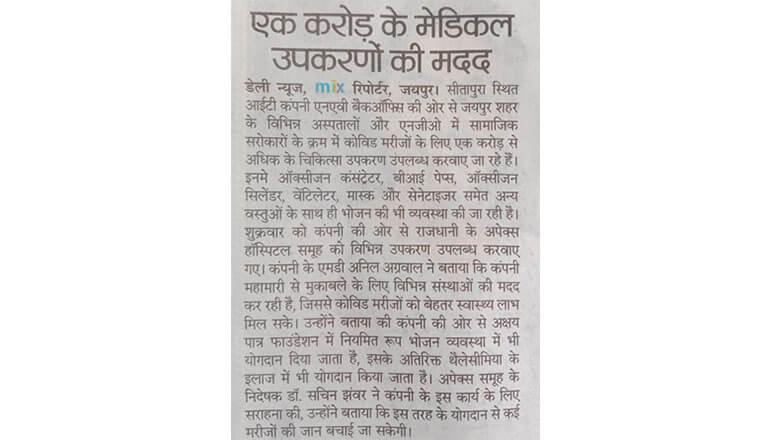 एक करोड़ के मेडिकल
उपकरणों की मदद
डेली न्यूज, mix रिपोर्टर, जयपुर। सीतापुरा स्थित
आईटी कंपनी एनएवी बैकऑफिस की ओर से जयपुर शहर
के विभिन्न अस्पतालों और एनजीओ में सामाजिक
सरोकारों के क्रम में कोविड मरीजों के लिए एक करोड़ से
अधिक के चिकित्सा उपकरण उपलब्ध करवाए जा रहे हैं।
इनमे ऑक्सीजन कंसंट्रेटर, बीआई पेप्स, ऑक्सीजन
सिलेंडर, वेंटिलेटर, मास्क और सेनेटाइजर समेत अन्य
वस्तुओं के साथ ही भोजन की भी व्यवस्था की जा रही है।
शुक्रवार को कंपनी की ओर से राजधानी के अपेक्स
हॉस्पिटल समूह को विभिन्न उपकरण उपलब्ध करवाए
गए। कंपनी के एमडी अनिल अग्रवाल ने बताया कि कंपनी
महामारी से मुकाबले के लिए विभिन्न संस्थाओं की मदद
कर रही है, जिससे कोविड मरीजों को बेहतर स्वास्थ्य लाभ
मिल सके। उन्होंने बताया की कंपनी की ओर से अक्षय
पात्र फाउंडेशन में नियमित रूप भोजन व्यवस्था में भी
योगदान दिया जाता है, इसके अतिरिक्त थैलेसीमिया के
इलाज में भी योगदान किया जाता है। अपेक्स समूह के
निदेषक डॉ. सचिन झंवर ने कंपनी के इस कार्य के लिए
सराहना की, उन्होंने बताया कि इस तरह के योगदान से कई
मरीजों की जान बचाई जा सकेगी।